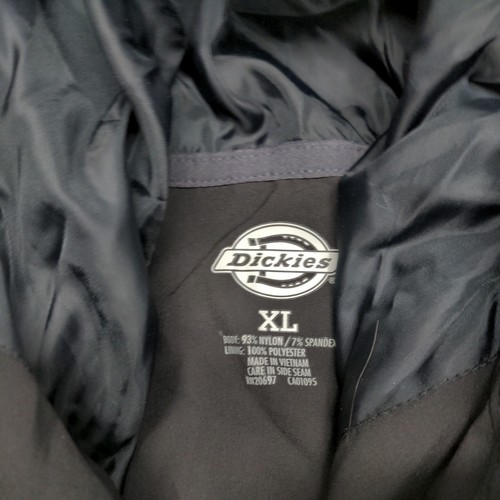 Dickies
XL
BODY: 93% NYLON / 7% SPANDEX
LINING: 100% POLYESTER
MADE IN VIETNAM
CARE IN SIDE SEAM
RN20697 CA01095